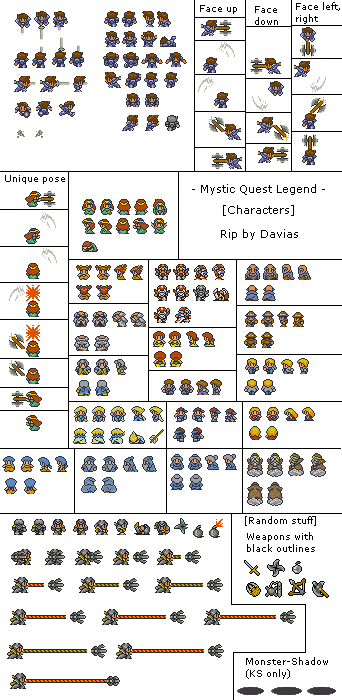 Face up
Face
down
Face left,
right
Unique pose
- Mystic Quest Legend -
[Characters]
Rip by Davias
[Random stuff]
Weapons with
black outlines
Monster-Shadow
(KS only)